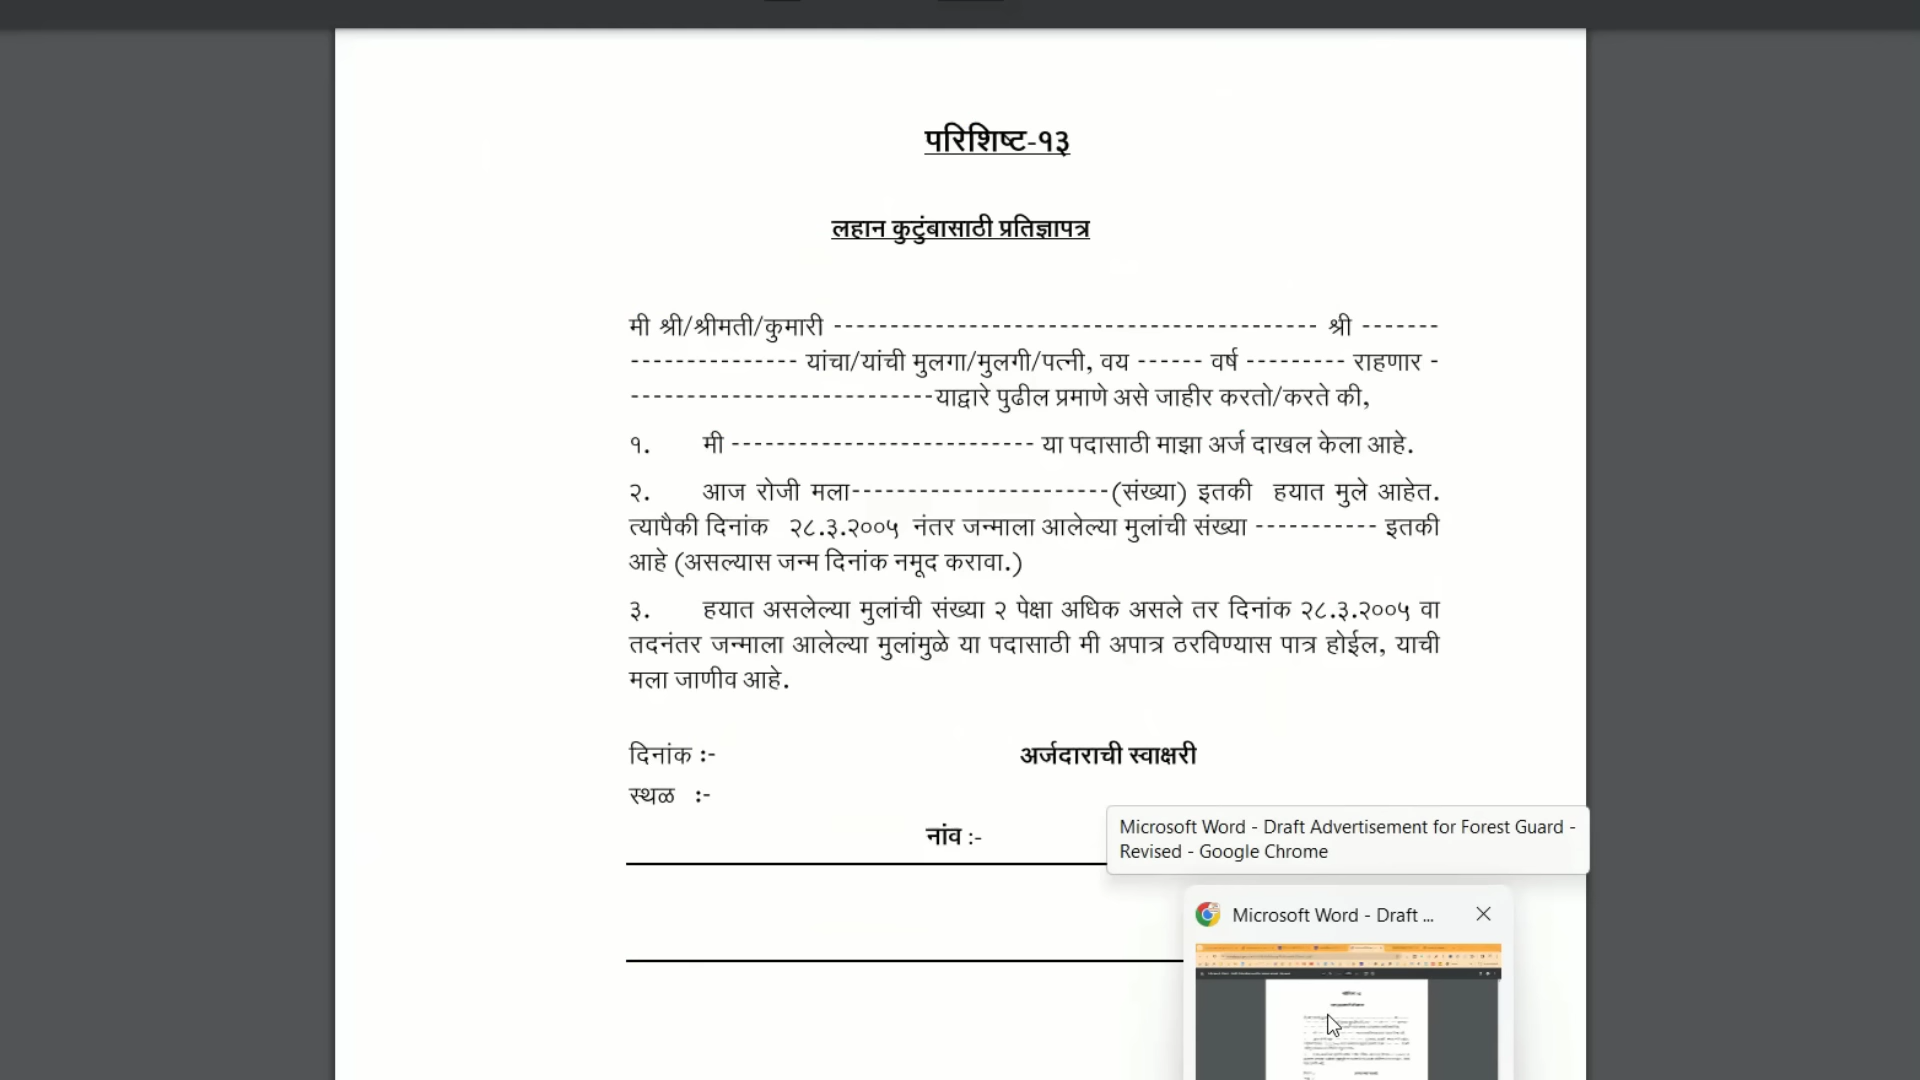 परिशिष्ट-१३
लहान कुटुंबासाठी प्रतिज्ञापत्र
मी श्री/श्रीमती/कुमारी ------------------------------------------- श्री -------
--------------- यांचा/यांची मुलगा/मुलगी/पत्नी, वय ------ वर्ष --------- राहणार -
---------------------------याद्वारे पुढील प्रमाणे असे जाहीर करतो/करते की,
१. मी --------------------------- या पदासाठी माझा अर्ज दाखल केला आहे.
२. आज रोजी मला-----------------------(संख्या) इतकी हयात मुले आहेत.
त्यापैकी दिनांक २८.३.२००५ नंतर जन्माला आलेल्या मुलांची संख्या ----------- इतकी
आहे (असल्यास जन्म दिनांक नमूद करावा.)
३. हयात असलेल्या मुलांची संख्या २ पेक्षा अधिक असले तर दिनांक २८.३.२००५ वा
तदनंतर जन्माला आलेल्या मुलांमुळे या पदासाठी मी अपात्र ठरविण्यास पात्र होईल, याची
मला जाणीव आहे.
दिनांक :- अर्जदाराची स्वाक्षरी
स्थळ :-
नांव :-
Microsoft Word - Draft Advertisement for Forest Guard -
Revised - Google Chrome
Microsoft Word - Draft ...